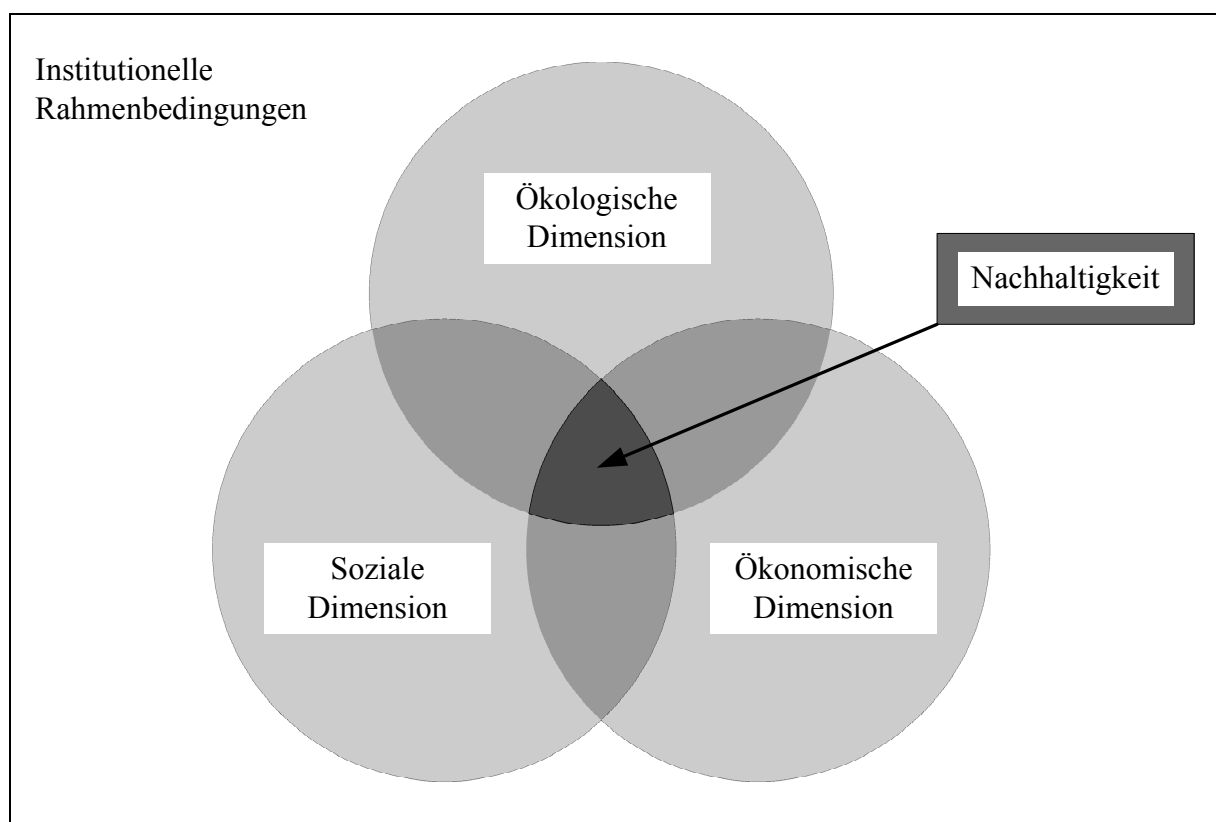 Institutionelle
Rahmenbedingungen
Ökologische
Dimension
Nachhaltigkeit
Soziale
Dimension
Ökonomische
Dimension